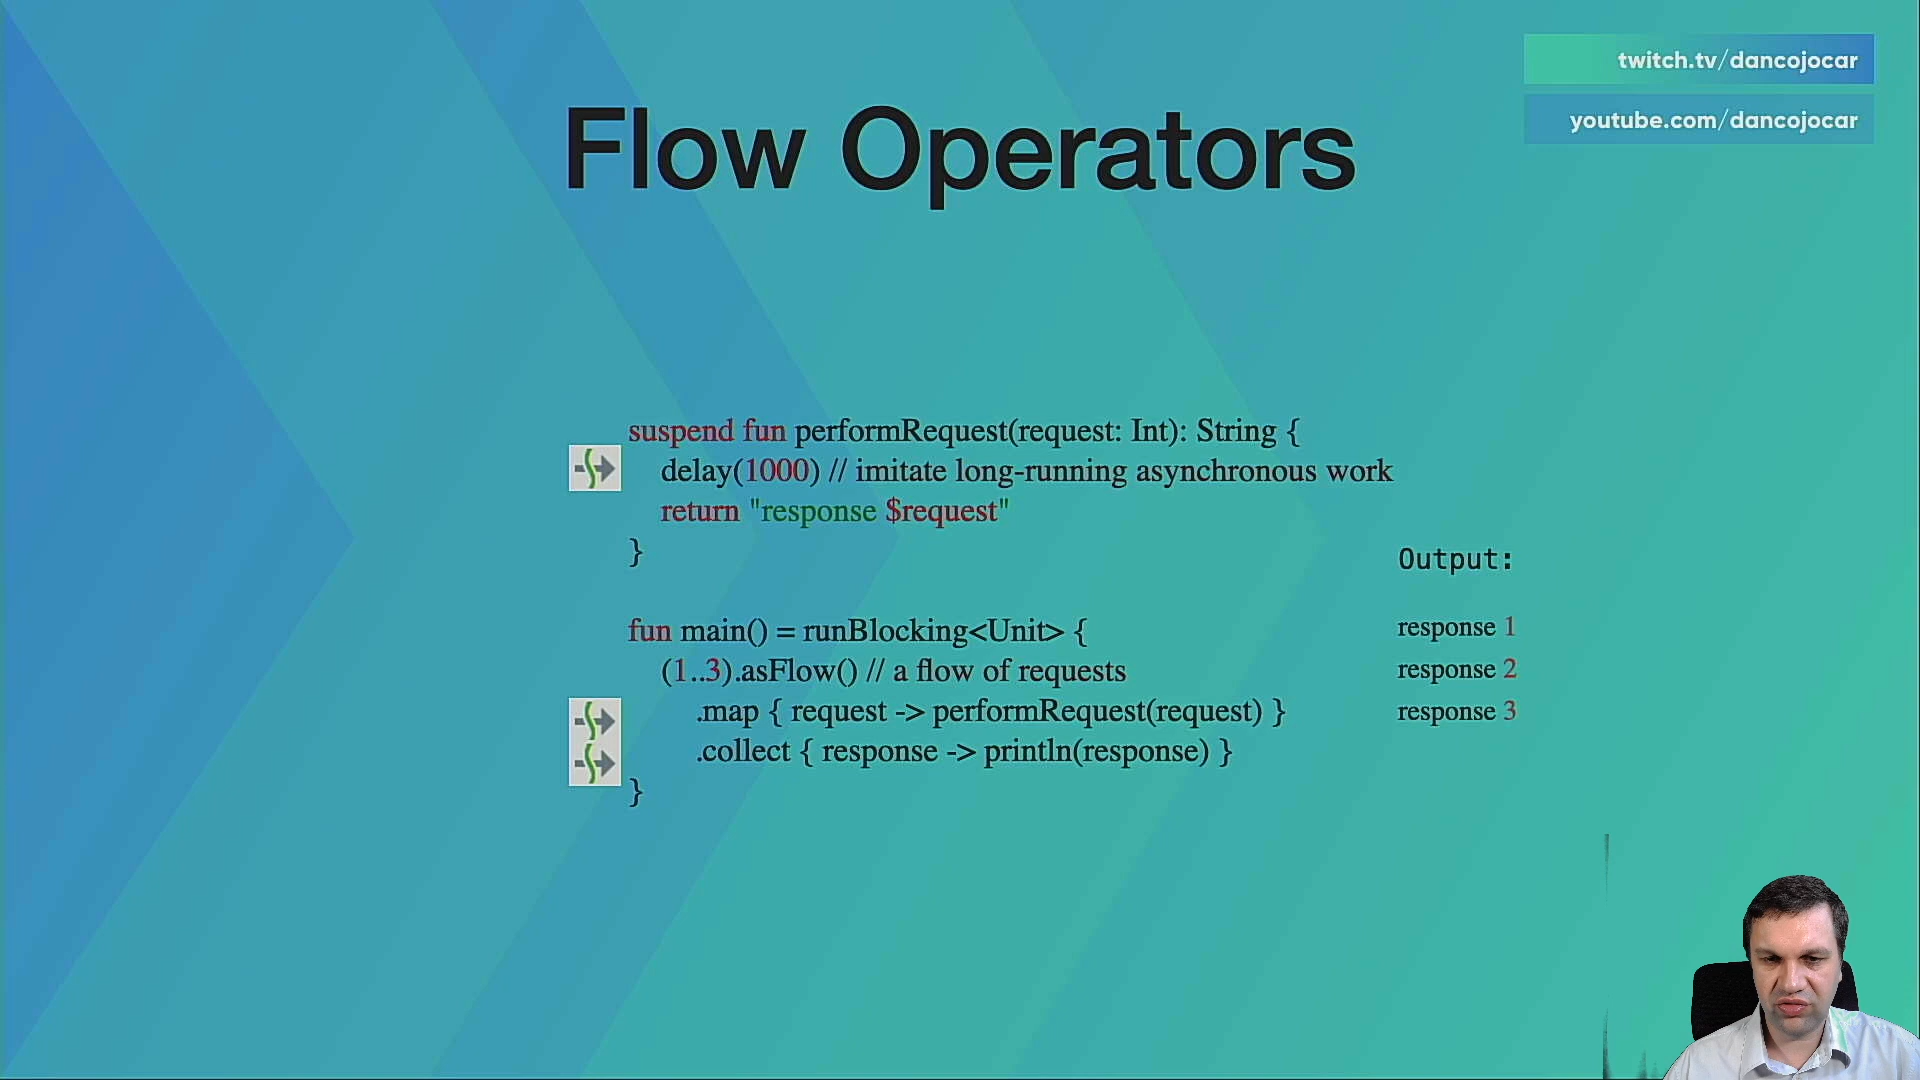 twitch.tv/dancojocar
youtube.com/dancojocar
Flow Operators
suspend fun performRequest(request: Int): String {
delay(1000) // imitate long-running asynchronous work
return "response $request"
}
fun main() = runBlocking<Unit> {
(1..3).asFlow() // a flow of requests
.map { request -> performRequest(request) }
.collect { response -> println(response) }
}
Output:
response 1
response 2
response 3